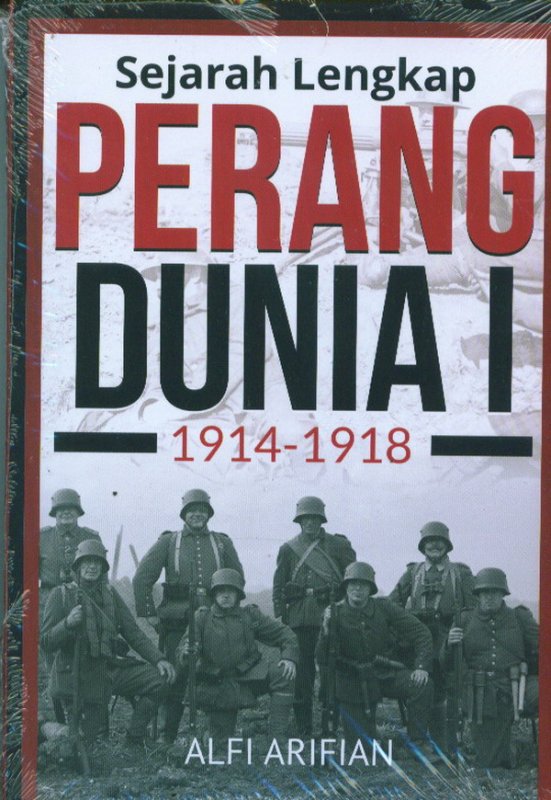 Sejarah Lengkap
PERANG
DUNIA I
1914-1918
ALFI ARIFIAN